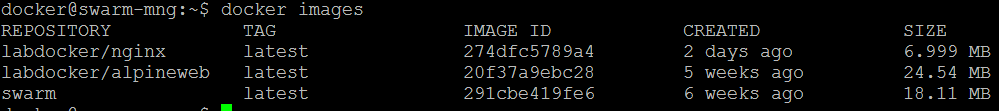 docker@swarm-mng:~$ docker images
REPOSITORY TAG IMAGE ID CREATED SIZE
labdocker/nginx latest 274dfc5789a4 2 days ago 6.999 MB
labdocker/alpineweb latest 20f37a9ebc28 5 weeks ago 24.54 MB
swarm latest 291cbe419fe6 6 weeks ago 18.11 MB